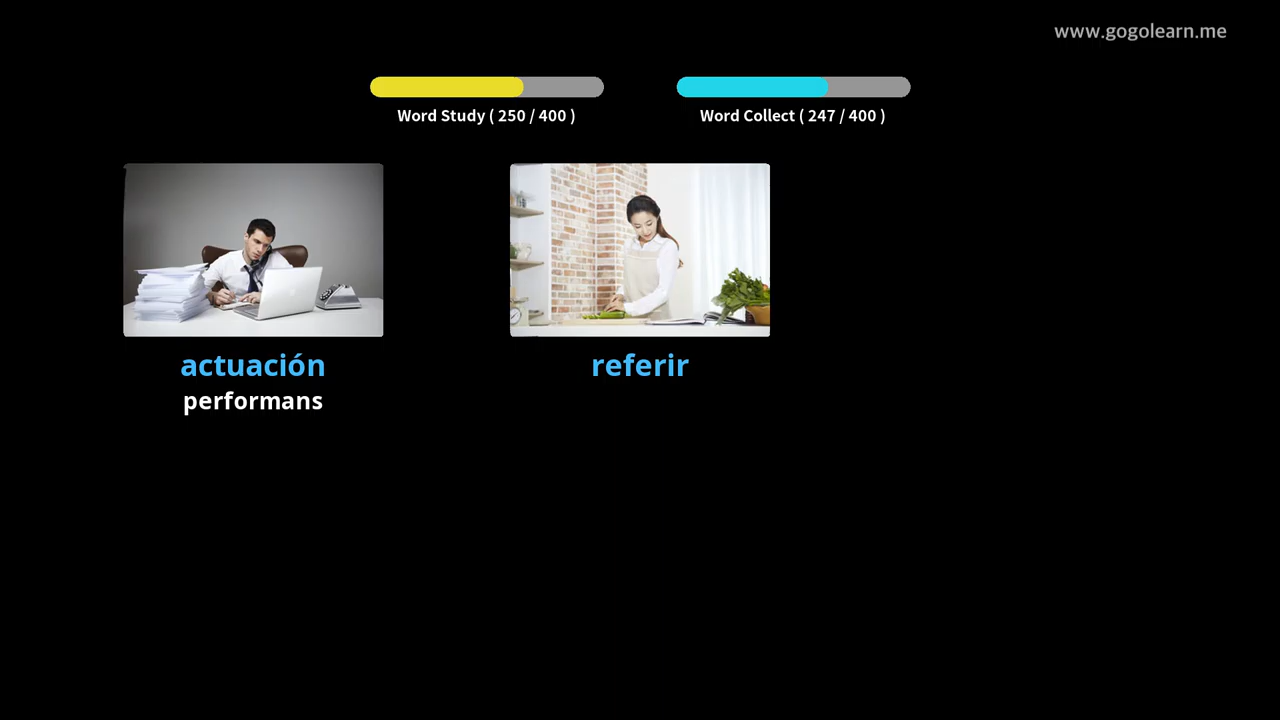 www.gogolearn.me
Word Study ( 250 / 400 )
Word Collect ( 247 / 400 )
actuación
performans
referir